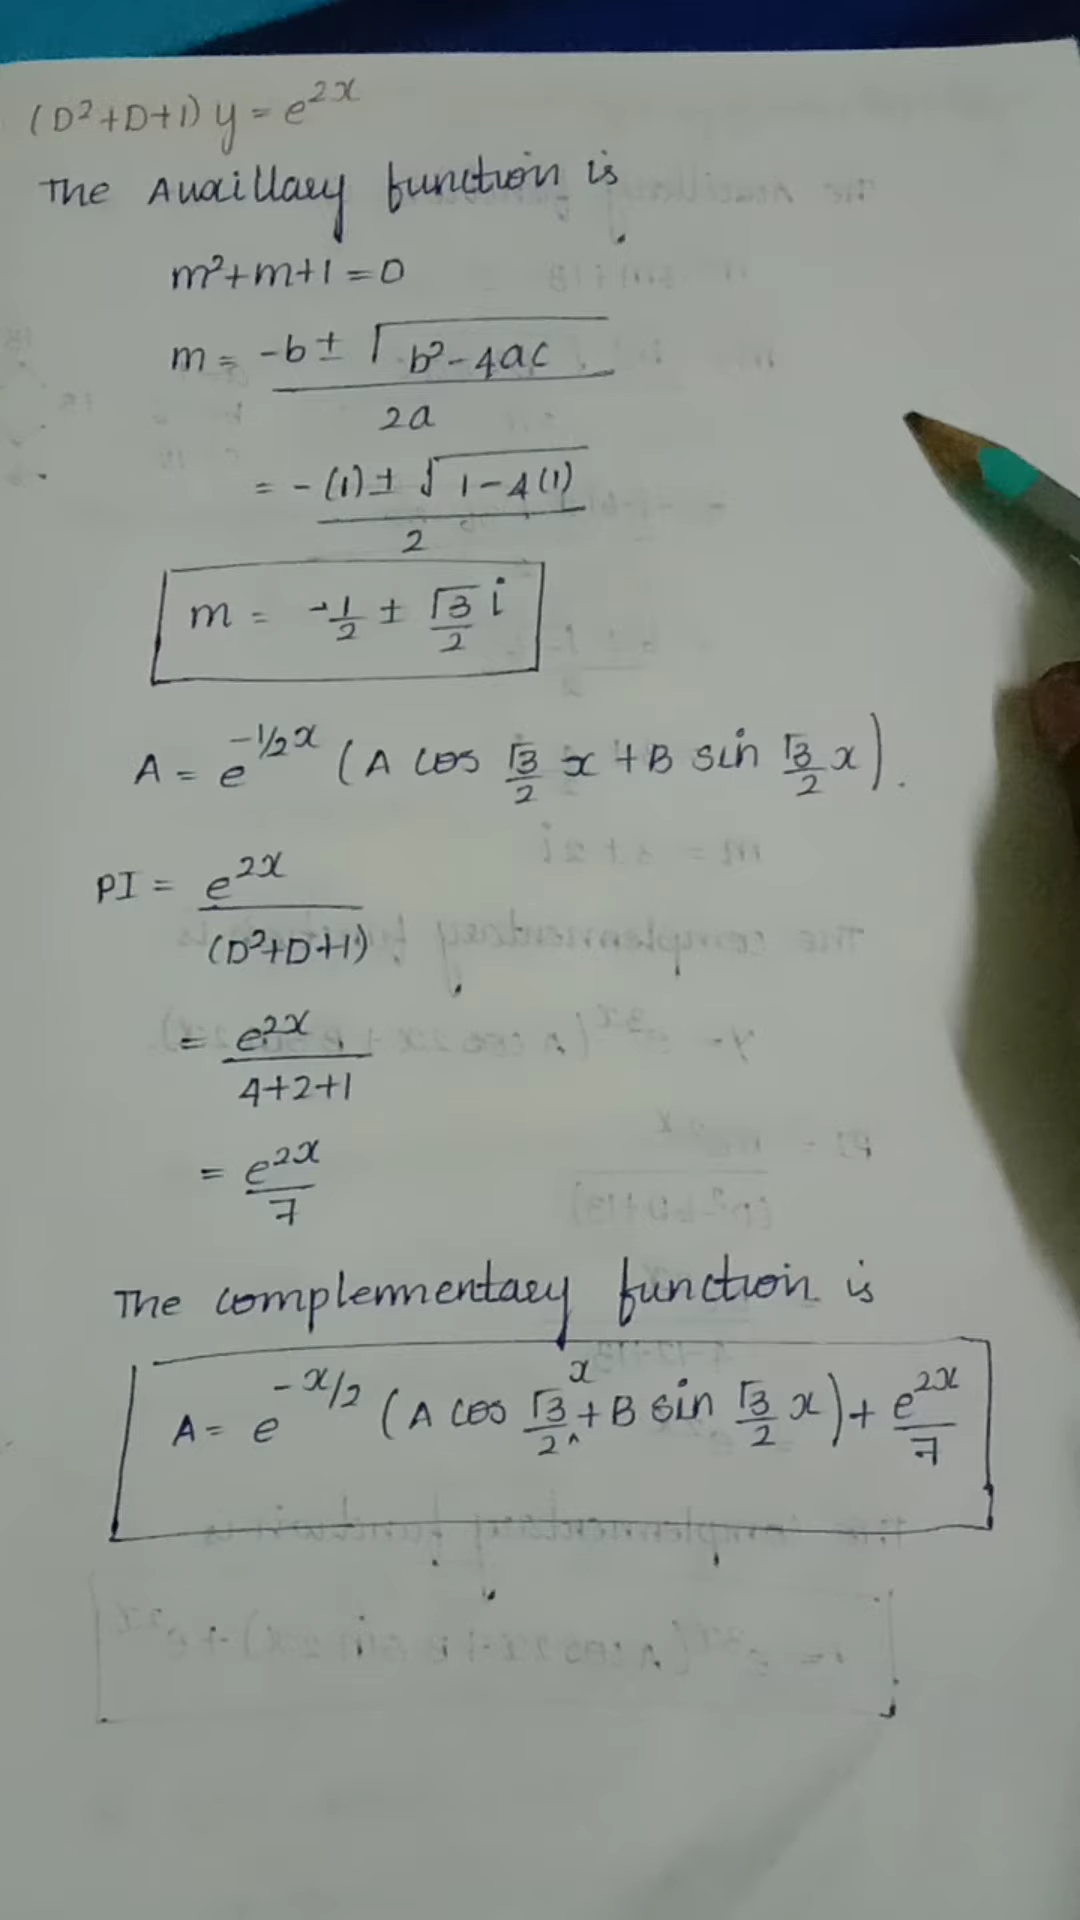 (D²+D+1) y = e^2x
The Auxillary function is
m²+m+1=0
m = -b ± √b²-4ac
2a
= -(1) ± √1-4(1)
2
m = -1/2 ± √3/2 i
A = e^-1/2x (A cos √3/2 x + B sin √3/2 x).
PI = e^2x
(D²+D+1)
= e^2x
4+2+1
= e^2x
7
The complementary function is
A = e^-x/2 (A cos √3/2 x + B sin √3/2 x) + e^2x/7